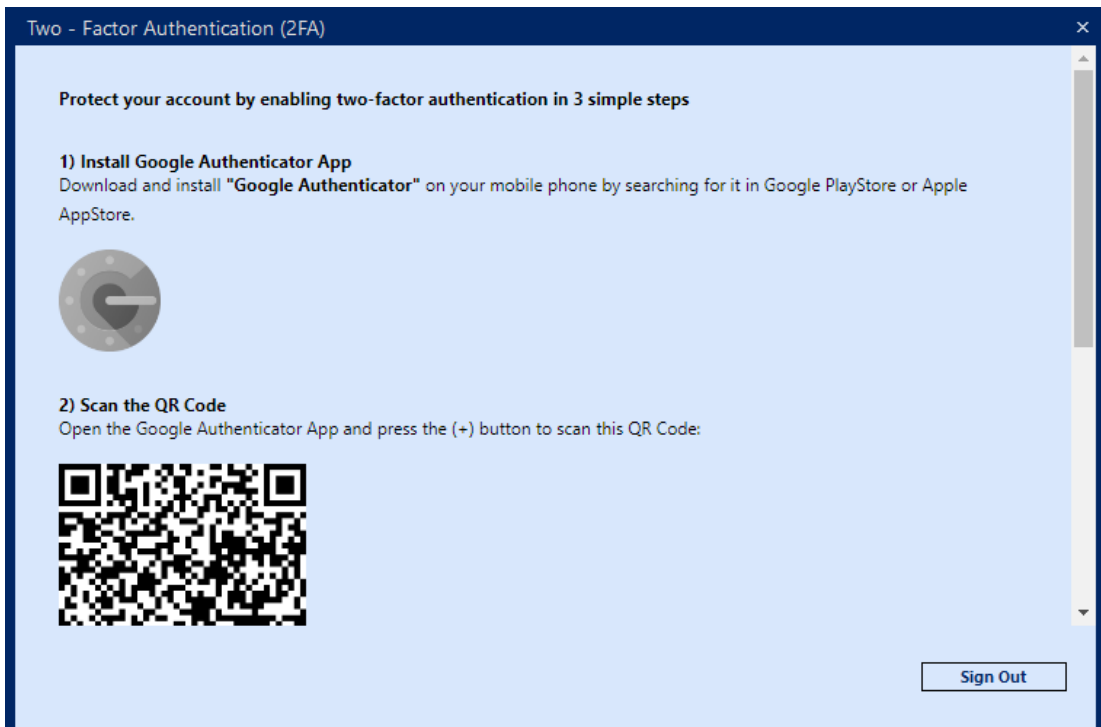 Two - Factor Authentication (2FA)
Protect your account by enabling two-factor authentication in 3 simple steps
1) Install Google Authenticator App
Download and install "Google Authenticator" on your mobile phone by searching for it in Google PlayStore or Apple
AppStore.
2) Scan the QR Code
Open the Google Authenticator App and press the (+) button to scan this QR Code:
Sign Out